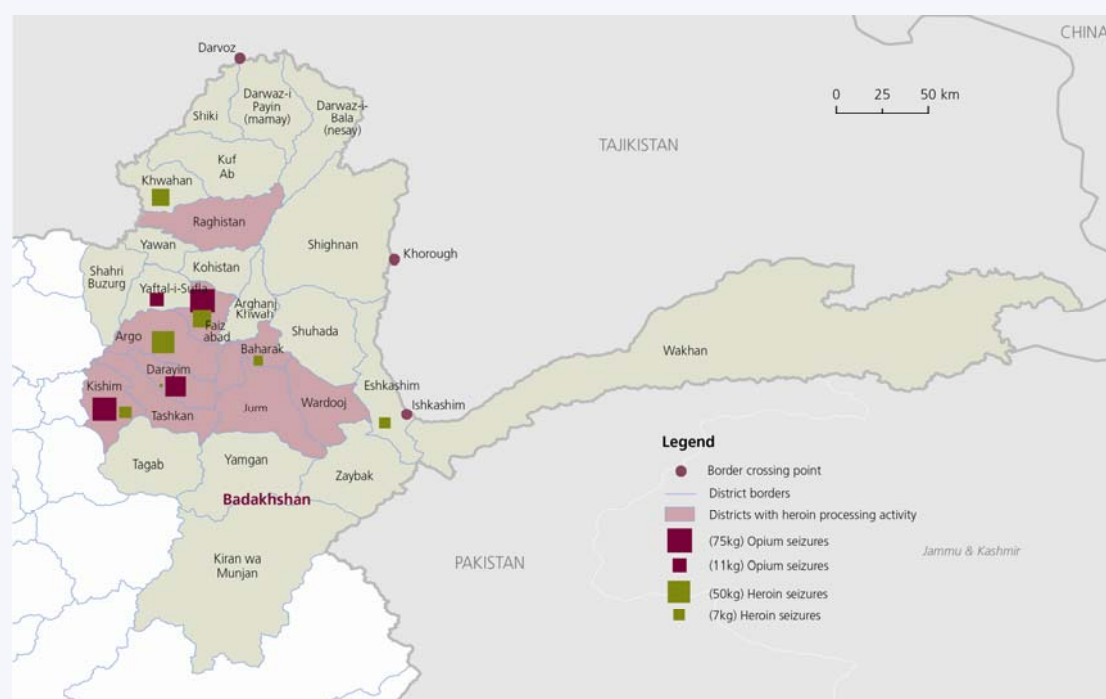 CHINA
Darvoz
Darwaz-i
Payin
(mamay)
Darwaz-i-
Bala
(nesay)
Shiki
0 25 50 km
TAJIKISTAN
Kuf
Ab
Khwahan
Raghistan
Yawan
Shighnan
Khorough
Kohistan
Shahri
Buzurg
Yaftal-i-Sufla
Arghanj
Khwah
Faiz
abad
Argo
Shuhada
Baharak
Wakhan
Darayim
Kishim
Eshkashim
Wardooj
Ishkashim
Jurm
Tashkan
Tagab
Yamgan
Zaybak
Badakhshan
Kiran wa
Munjan
PAKISTAN
Legend
Border crossing point
District borders
Districts with heroin processing activity
(75kg) Opium seizures
(11kg) Opium seizures
(50kg) Heroin seizures
(7kg) Heroin seizures
Jammu & Kashmir